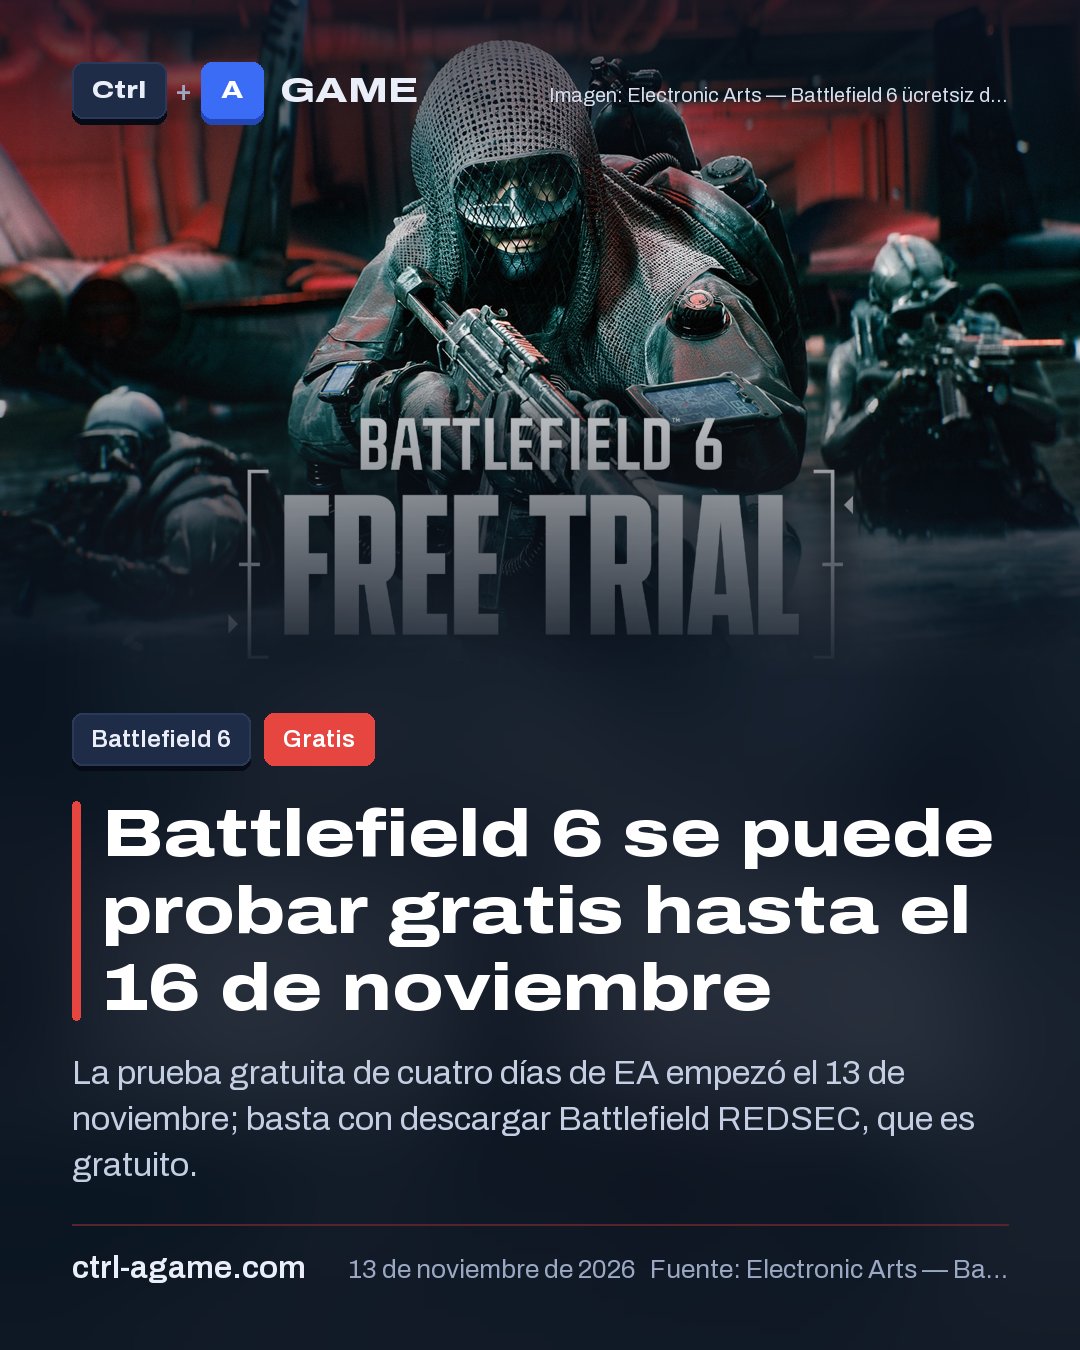 Ctrl + A GAME
Imagen: Electronic Arts — Battlefield 6 ücretsiz d...
BATTLEFIELD™ 6
FREE TRIAL
Battlefield 6 Gratis
Battlefield 6 se puede
probar gratis hasta el
16 de noviembre
La prueba gratuita de cuatro días de EA empezó el 13 de
noviembre; basta con descargar Battlefield REDSEC, que es
gratuito.
ctrl-agame.com 13 de noviembre de 2026 Fuente: Electronic Arts — Ba...